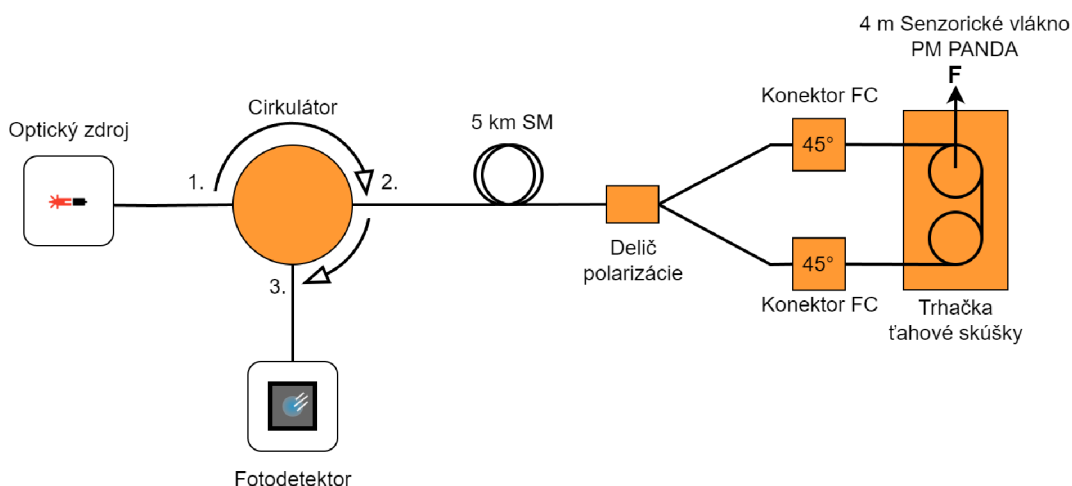 4 m Senzorické vlákno
PM PANDA
F
Konektor FC
Cirkulátor
5 km SM
Optický zdroj
45°
1.
2.
Delič
polarizácie
45°
3.
Konektor FC
Trhačka
ťahové skúšky
Fotodetektor